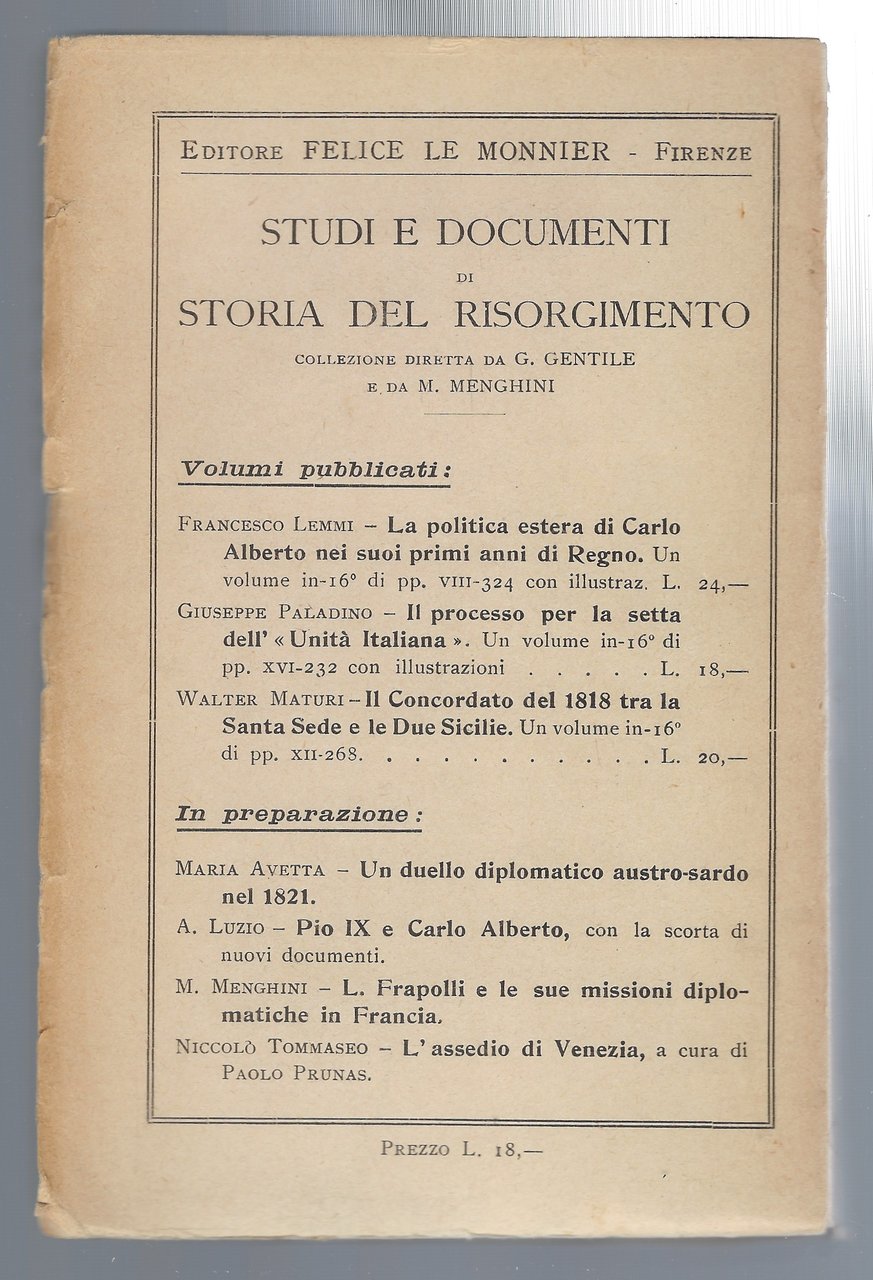 EDITORE FELICE LE MONNIER - FIRENZE
STUDI E DOCUMENTI
DI
STORIA DEL RISORGIMENTO
COLLEZIONE DIRETTA DA G. GENTILE
E DA M. MENGHINI
Volumi pubblicati:
FRANCESCO LEMMI – La politica estera di Carlo
Alberto nei suoi primi anni di Regno. Un
volume in-16° di pp. VIII-324 con illustraz. L. 24,—
GIUSEPPE PALADINO – Il processo per la setta
dell' « Unità Italiana ». Un volume in-16° di
pp. XVI-232 con illustrazioni . . . . . L. 18,—
WALTER MATURI – Il Concordato del 1818 tra la
Santa Sede e le Due Sicilie. Un volume in-16°
di pp. XII-268. . . . . . . . . . . . L. 20,—
In preparazione:
MARIA AVETTA – Un duello diplomatico austro-sardo
nel 1821.
A. LUZIO – Pio IX e Carlo Alberto, con la scorta di
nuovi documenti.
M. MENGHINI – L. Frapolli e le sue missioni diplo-
matiche in Francia.
NICCOLÒ TOMMASEO – L'assedio di Venezia, a cura di
PAOLO PRUNAS.
PREZZO L. 18,—